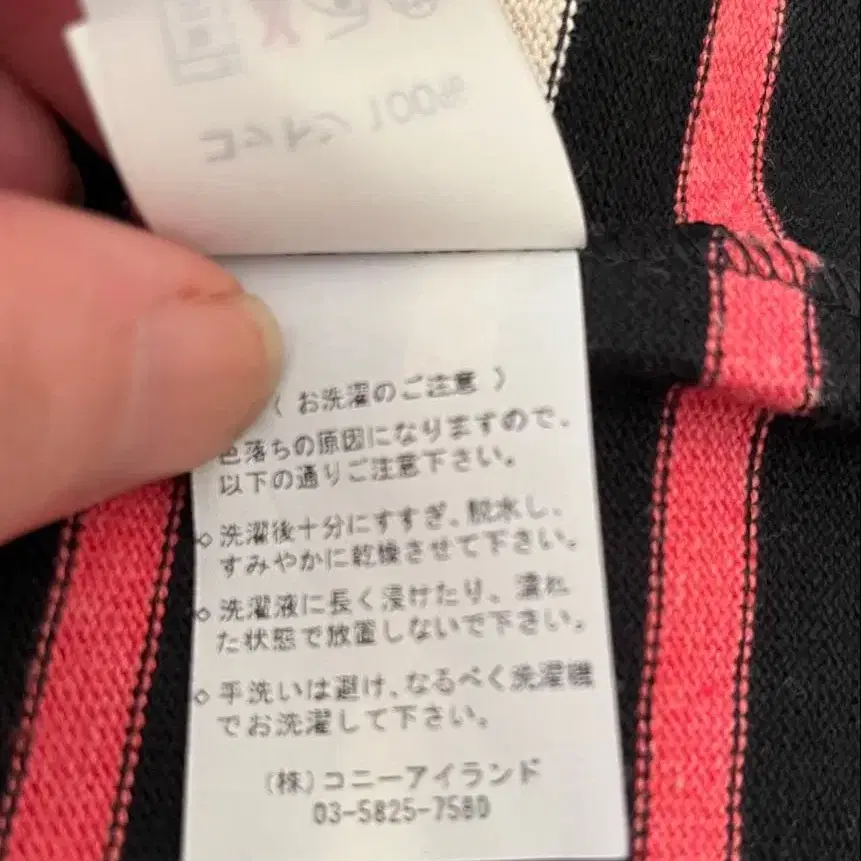 コットン 100%
〈 お洗濯のご注意 〉
色落ちの原因になりますので、
以下の通りご注意下さい。
◇ 洗濯後十分にすすぎ、脱水し、
すみやかに乾燥させて下さい。
◇ 洗濯液に長く浸けたり、濡れ
た状態で放置しないで下さい。
◇ 手洗いは避け、なるべく洗濯機
でお洗濯して下さい。
(株)コニーアイランド
03-5825-7580